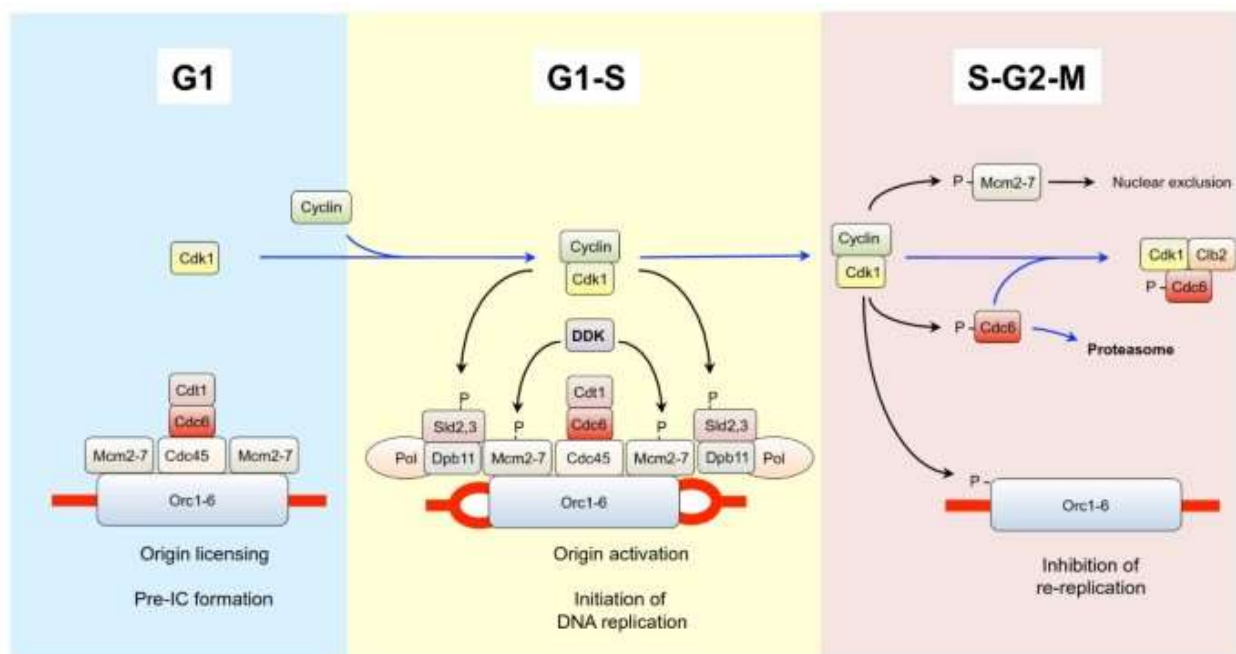 G1
G1-S
S-G2-M
Cyclin
Cdk1
Cdt1
Cdc6
Mcm2-7
Cdc45
Mcm2-7
Orc1-6
Origin licensing
Pre-IC formation
Cyclin
Cdk1
DDK
Cdt1
Cdc6
P
P
P
P
Sld2,3
Sld2,3
Pol
Dpb11
Mcm2-7
Cdc45
Mcm2-7
Dpb11
Pol
Orc1-6
Origin activation
Initiation of
DNA replication
P
Mcm2-7
Nuclear exclusion
Cyclin
Cdk1
Cdk1
Clb2
P
Cdc6
P
Cdc6
Proteasome
P
Orc1-6
Inhibition of
re-replication